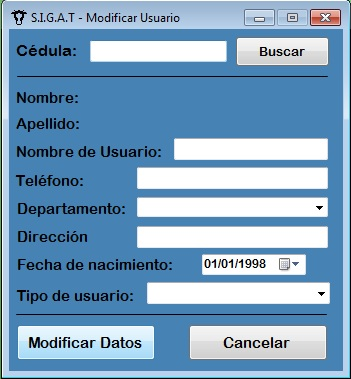 S.I.G.A.T - Modificar Usuario
Cédula:
Buscar
Nombre:
Apellido:
Nombre de Usuario:
Teléfono:
Departamento:
Dirección
Fecha de nacimiento: 01/01/1998
Tipo de usuario:
Modificar Datos
Cancelar